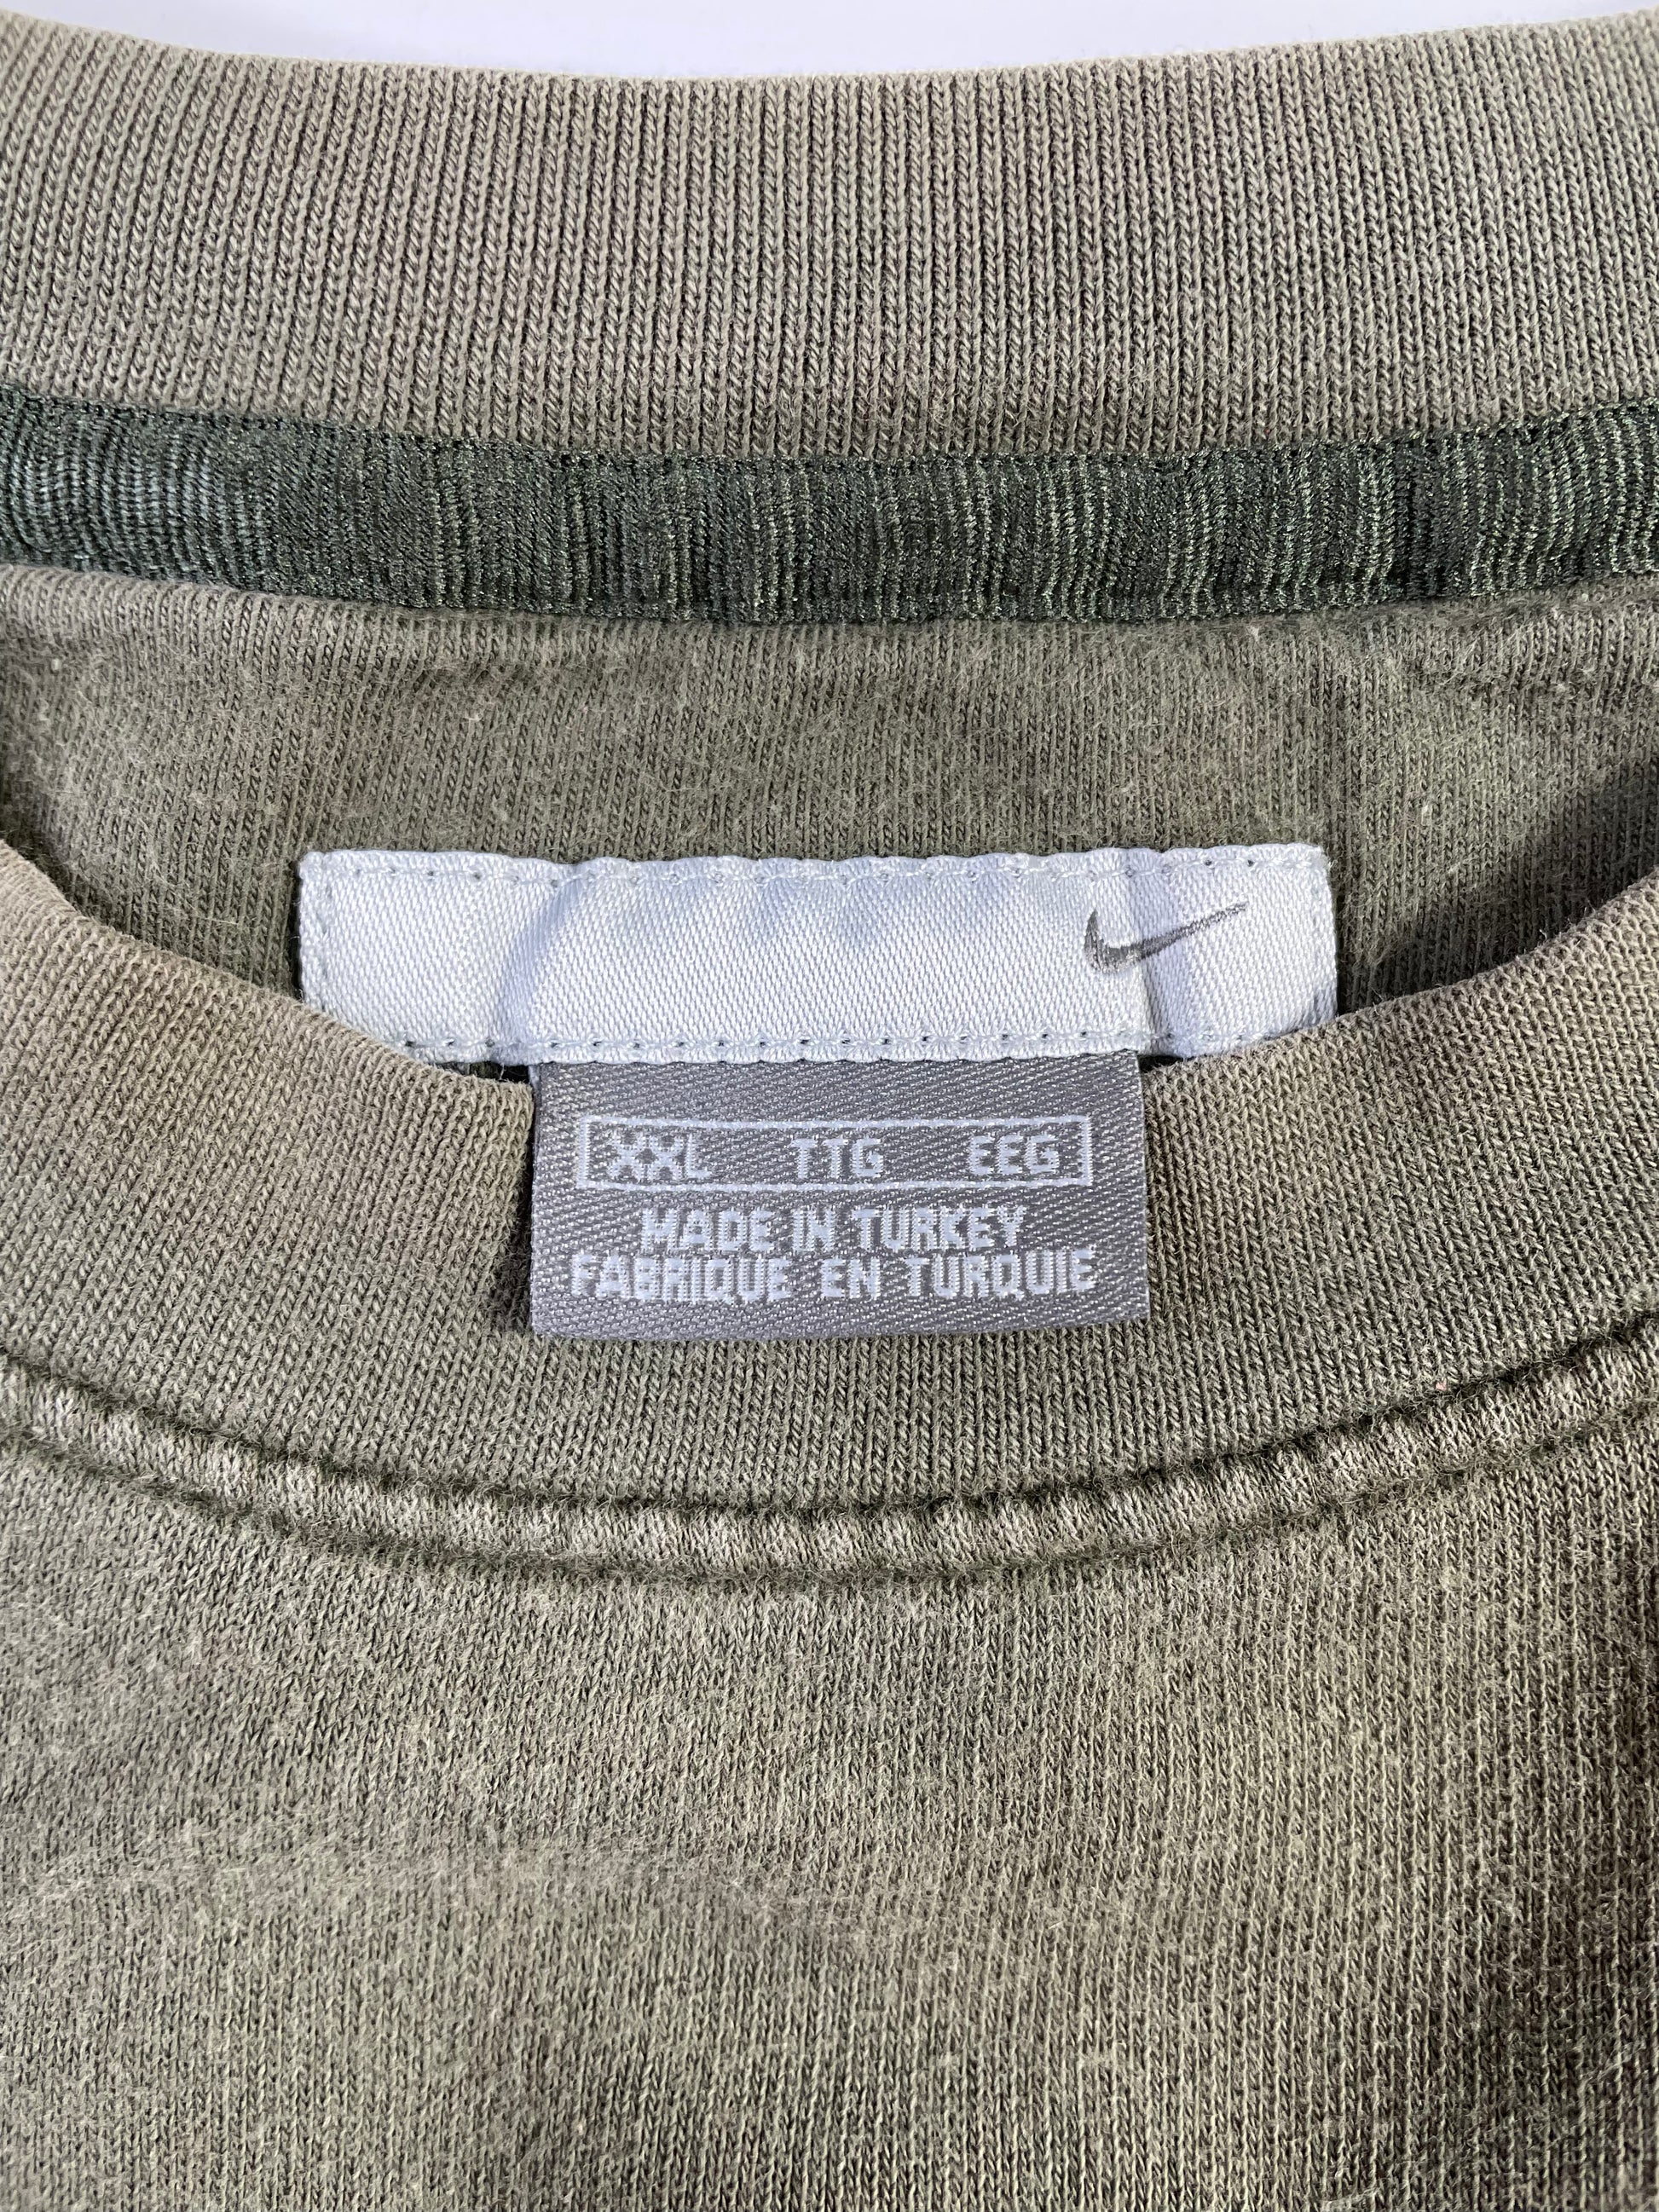 XXL TTG EEG
MADE IN TURKEY
FABRIQUE EN TURQUIE